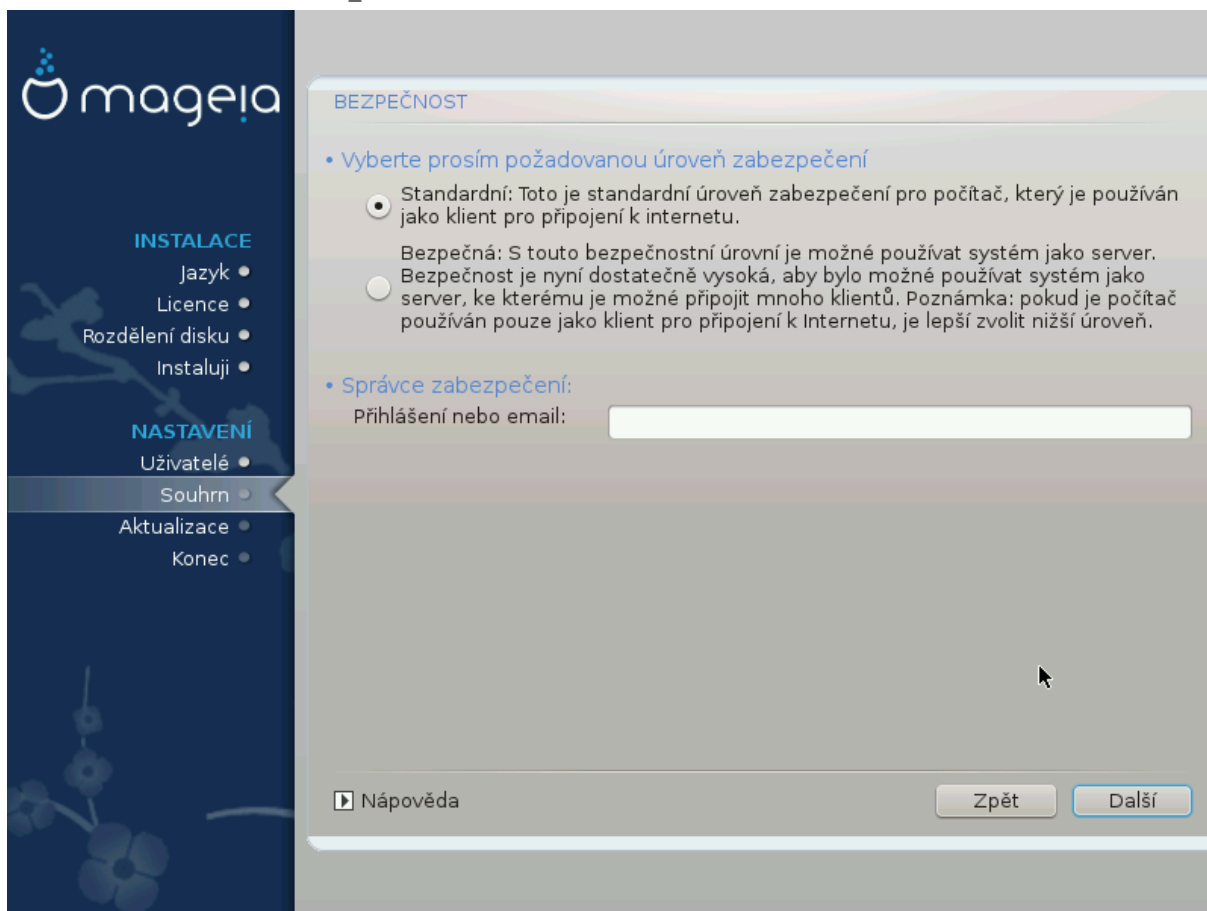 mageia
INSTALACE
Jazyk
Licence
Rozdělení disku
Instaluji
NASTAVENÍ
Uživatelé
Souhrn
Aktualizace
Konec
BEZPEČNOST
• Vyberte prosím požadovanou úroveň zabezpečení
Standardní: Toto je standardní úroveň zabezpečení pro počítač, který je používán
jako klient pro připojení k internetu.
Bezpečná: S touto bezpečnostní úrovní je možné používat systém jako server.
Bezpečnost je nyní dostatečně vysoká, aby bylo možné používat systém jako
server, ke kterému je možné připojit mnoho klientů. Poznámka: pokud je počítač
používán pouze jako klient pro připojení k Internetu, je lepší zvolit nižší úroveň.
• Správce zabezpečení:
Přihlášení nebo email:
Nápověda
Zpět
Další